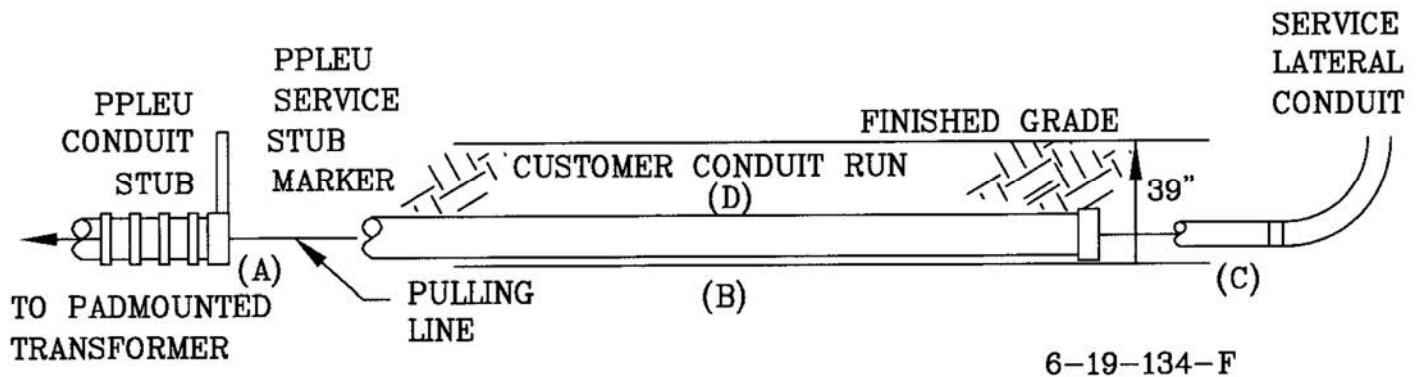 PPLEU
CONDUIT
STUB
PPLEU
SERVICE
STUB
MARKER
FINISHED GRADE
CUSTOMER CONDUIT RUN
(D)
SERVICE
LATERAL
CONDUIT
39"
(A)
TO PADMOUNTED
TRANSFORMER
PULLING
LINE
(B)
(C)
6-19-134-F